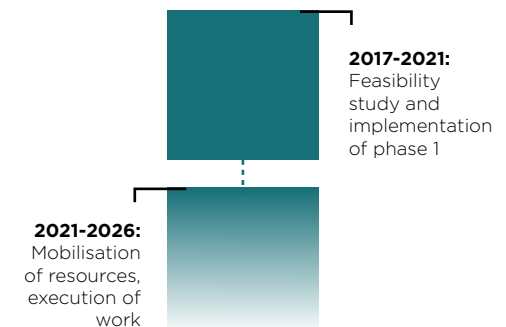 2017-2021:
Feasibility
study and
implementation
of phase 1
2021-2026:
Mobilisation
of resources,
execution of
work